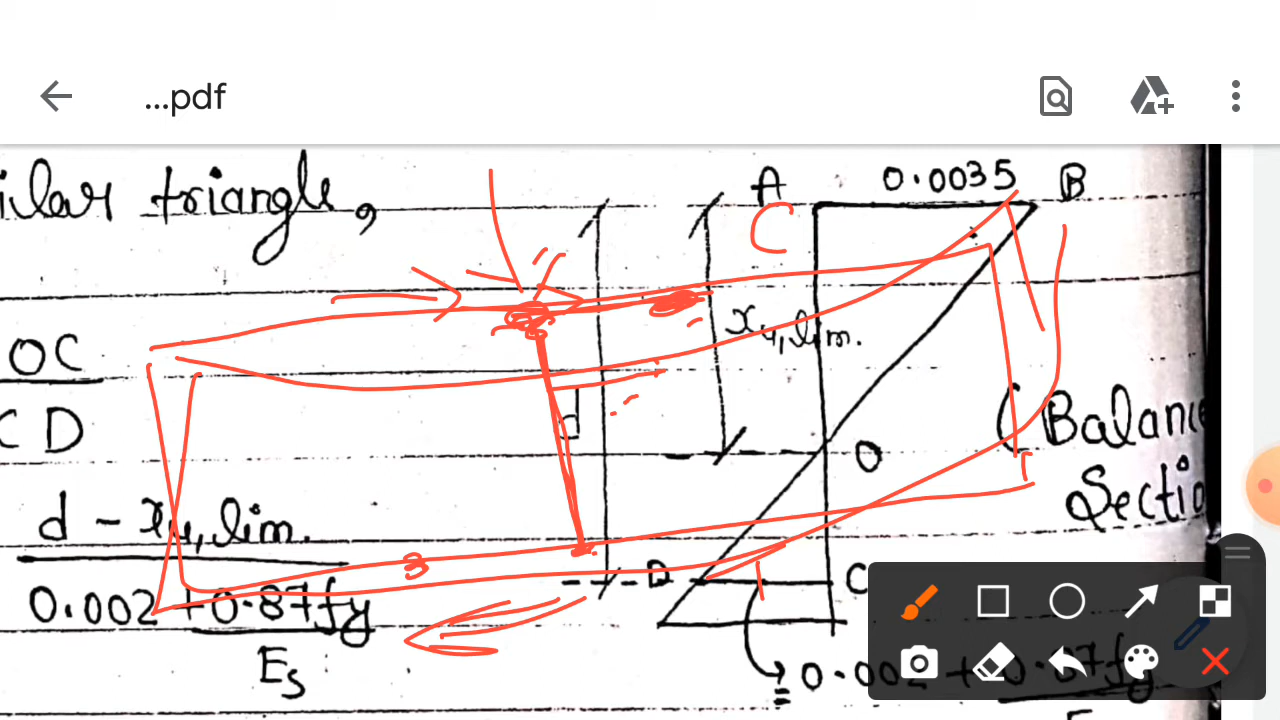 ...pdf
ilar triangle,
A 0.0035 B
C
OC
xu,lim.
d
O
CD
(Balance
Sectio
d - xu,lim.
0.002 + 0.87fy
D C
Es
0.002 + 0.87fy